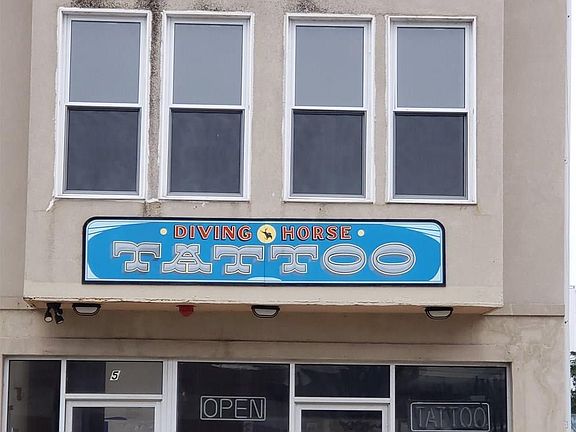 DIVING HORSE
TATTOO
5
OPEN
TATTOO